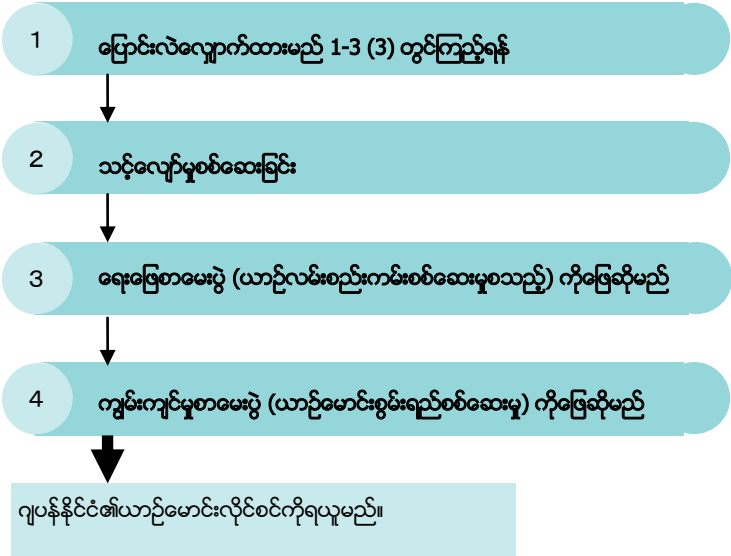 1 ပြောင်းလဲလျှောက်ထားမည် 1-3 (3) တွင်ကြည့်ရန်
2 သင့်လျော်မှုစစ်ဆေးခြင်း
3 ရေးဖြေစာမေးပွဲ (ယာဉ်လမ်းစည်းကမ်းစစ်ဆေးမှုစသည့်) ကိုဖြေဆိုမည်
4 ကျွမ်းကျင်မှုစာမေးပွဲ (ယာဉ်မောင်းစွမ်းရည်စစ်ဆေးမှု) ကိုဖြေဆိုမည်
ဂျပန်နိုင်ငံ၏ယာဉ်မောင်းလိုင်စင်ကိုရယူမည်။